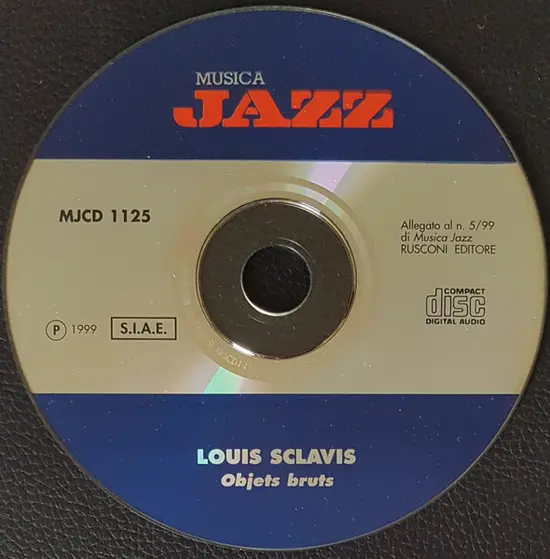 MUSICA
JAZZ
MJCD 1125
Allegato al n. 5/99
di Musica Jazz
RUSCONI EDITORE
COMPACT
disc
DIGITAL AUDIO
P 1999 S.I.A.E.
LOUIS SCLAVIS
Objets bruts